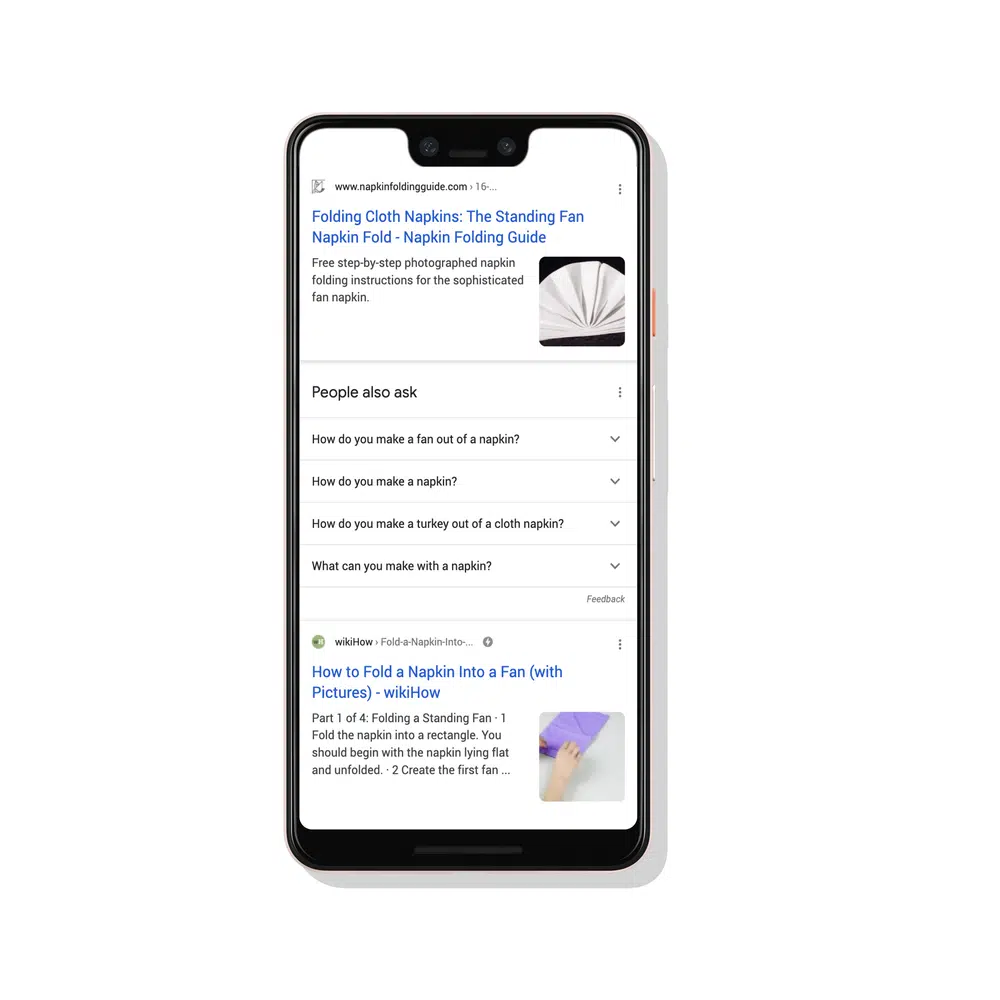 www.napkinfoldingguide.com › 16-...
Folding Cloth Napkins: The Standing Fan
Napkin Fold - Napkin Folding Guide
Free step-by-step photographed napkin
folding instructions for the sophisticated
fan napkin.
People also ask
How do you make a fan out of a napkin?
How do you make a napkin?
How do you make a turkey out of a cloth napkin?
What can you make with a napkin?
Feedback
wikiHow › Fold-a-Napkin-Into-...
How to Fold a Napkin Into a Fan (with
Pictures) - wikiHow
Part 1 of 4: Folding a Standing Fan · 1
Fold the napkin into a rectangle. You
should begin with the napkin lying flat
and unfolded. · 2 Create the first fan ...